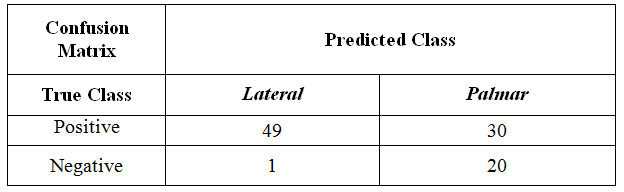 Confusion
Matrix
Predicted Class
True Class
Lateral
Palmar
Positive
49
30
Negative
1
20